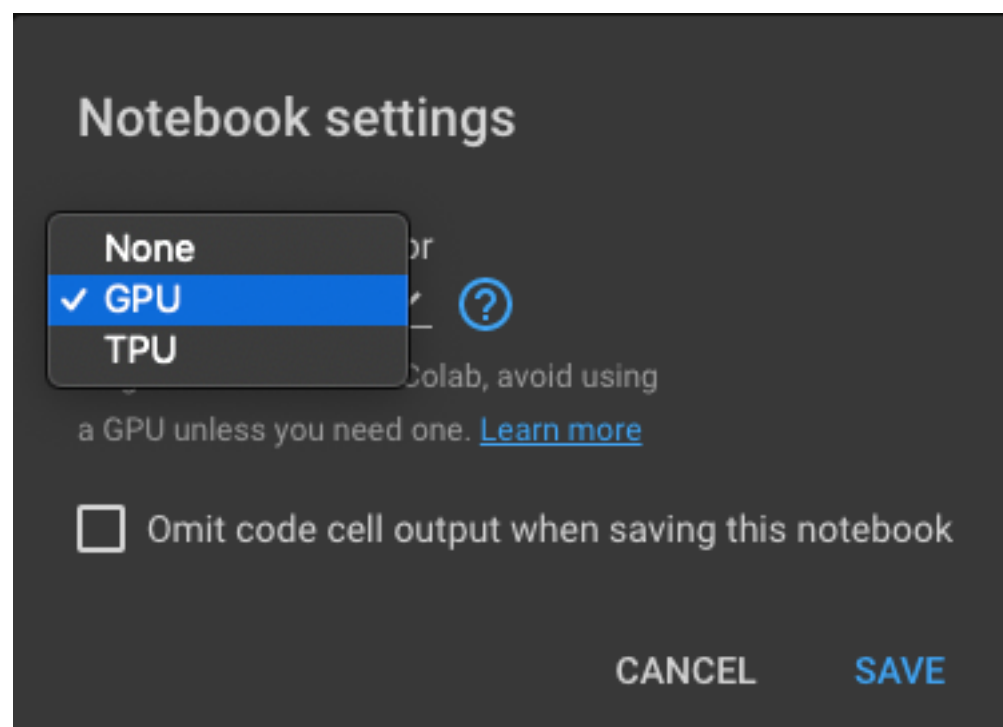 Notebook settings
None
GPU
TPU
Colab, avoid using
a GPU unless you need one. Learn more
Omit code cell output when saving this notebook
CANCEL
SAVE